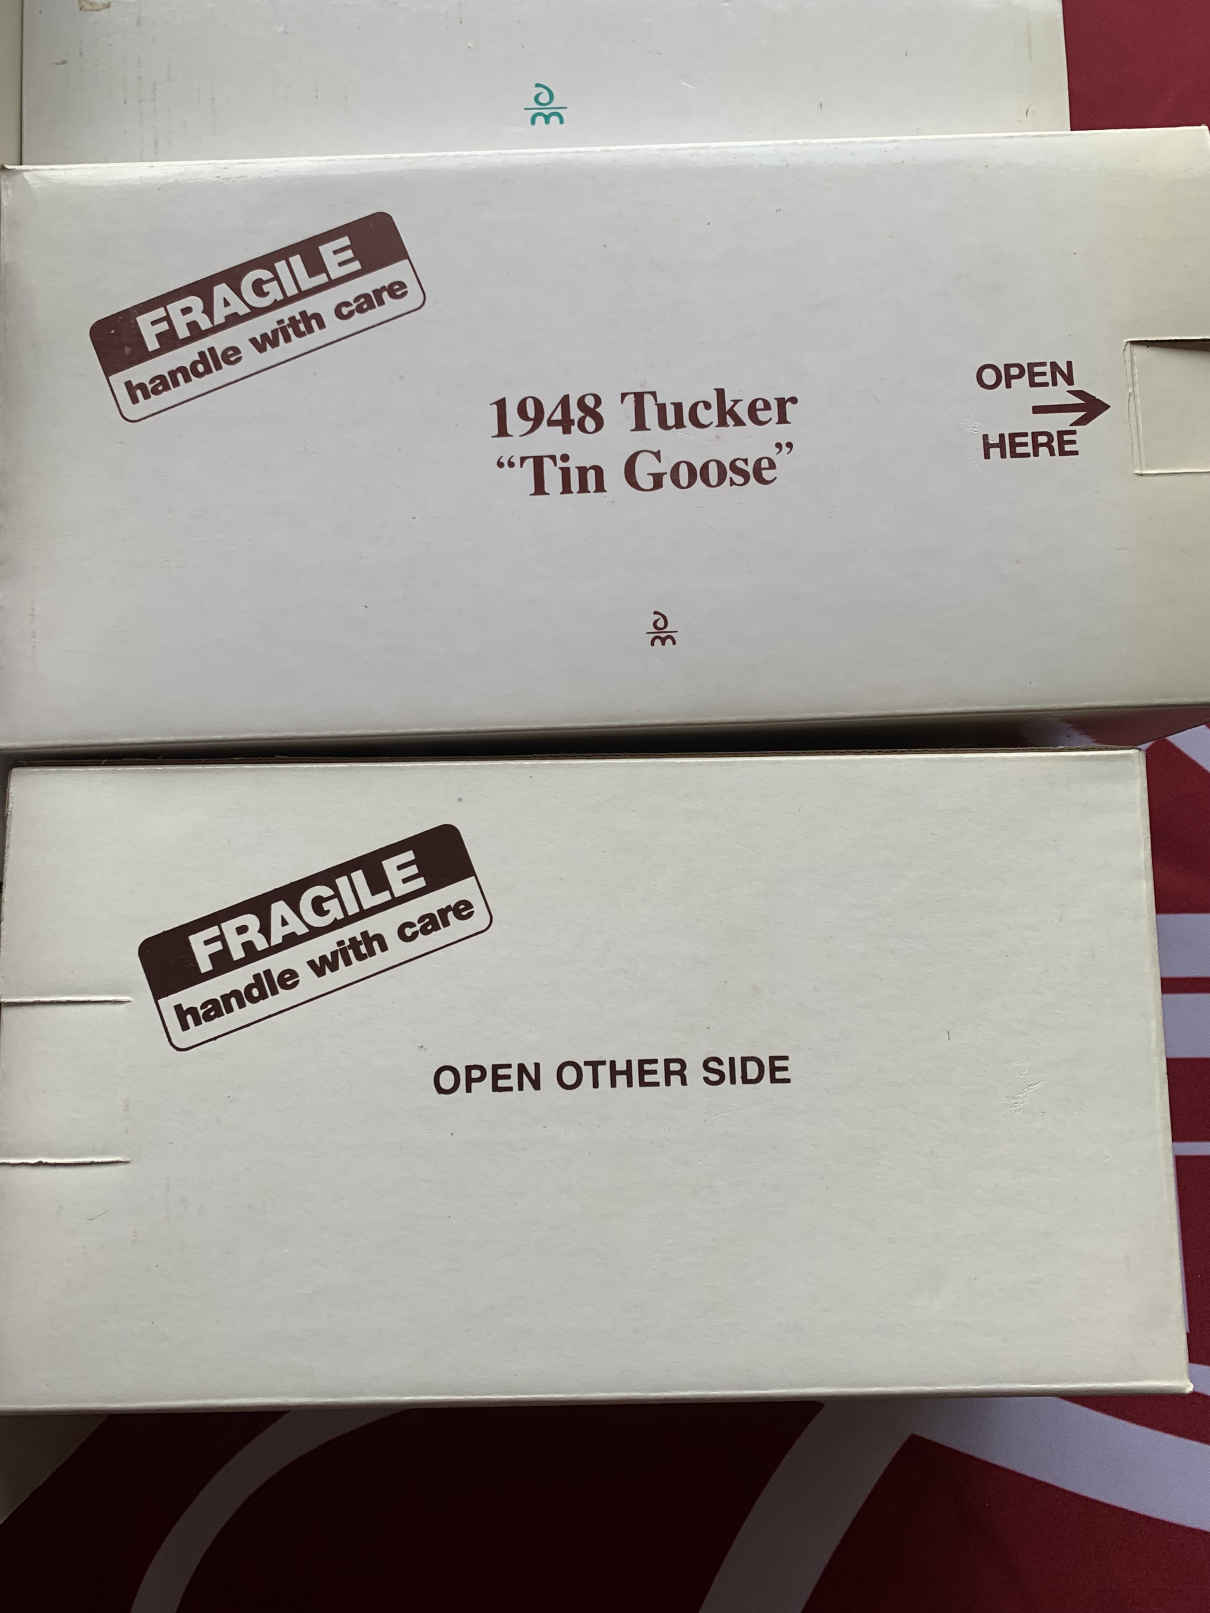 FRAGILE
handle with care
1948 Tucker
“Tin Goose”
OPEN
HERE
FRAGILE
handle with care
OPEN OTHER SIDE